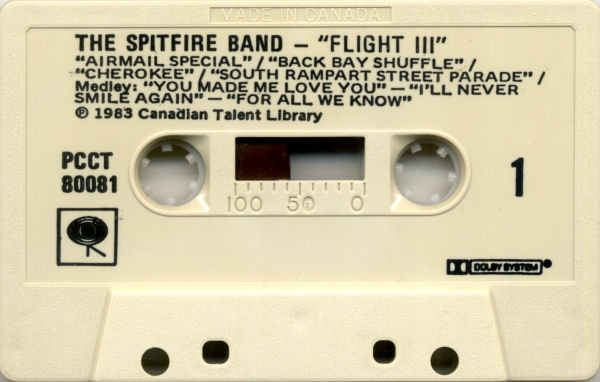 MADE IN CANADA
THE SPITFIRE BAND – "FLIGHT III"
"AIRMAIL SPECIAL" / "BACK BAY SHUFFLE" /
"CHEROKEE" / "SOUTH RAMPART STREET PARADE" /
Medley: "YOU MADE ME LOVE YOU" — "I'LL NEVER
SMILE AGAIN" — "FOR ALL WE KNOW"
℗ 1983 Canadian Talent Library
PCCT
80081
1
100 50 0
DOLBY SYSTEM